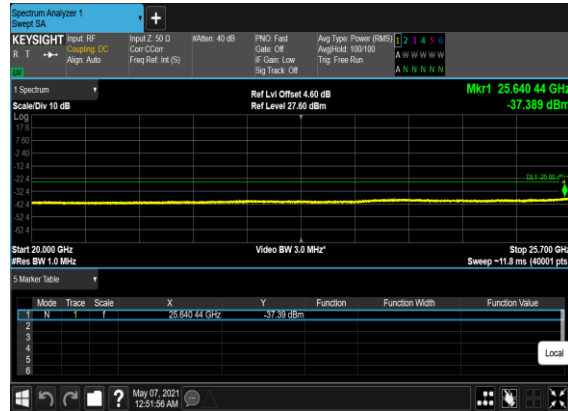 Spectrum Analyzer 1
Swept SA
+
KEYSIGHT Input: RF Input Z: 50 Ω #Atten: 40 dB PNO: Fast Avg Type: Power (RMS) 1 2 3 4 5 6
R T Coupling: DC Corr CCorr Gate: Off Avg|Hold: 100/100 A W W W W W
Align: Auto Freq Ref: Int (S) IF Gain: Low Trig: Free Run
Sig Track: Off A N N N N N
1 Spectrum Ref Lvl Offset 4.60 dB Mkr1 25.640 44 GHz
Scale/Div 10 dB Ref Level 27.60 dBm -37.389 dBm
Log
17.6
7.60
-2.40
-12.4
-22.4
DL1 -25.00
-32.4
-42.4
-52.4
-62.4
Start 20.000 GHz Video BW 3.0 MHz* Stop 25.700 GHz
#Res BW 1.0 MHz Sweep ~11.8 ms (40001 pts)
5 Marker Table
Mode Trace Scale X Y Function Function Width Function Value
1 N 1 f 25.640 44 GHz -37.39 dBm
2
3
4
5
6
Local
? May 07, 2021
12:51:56 AM